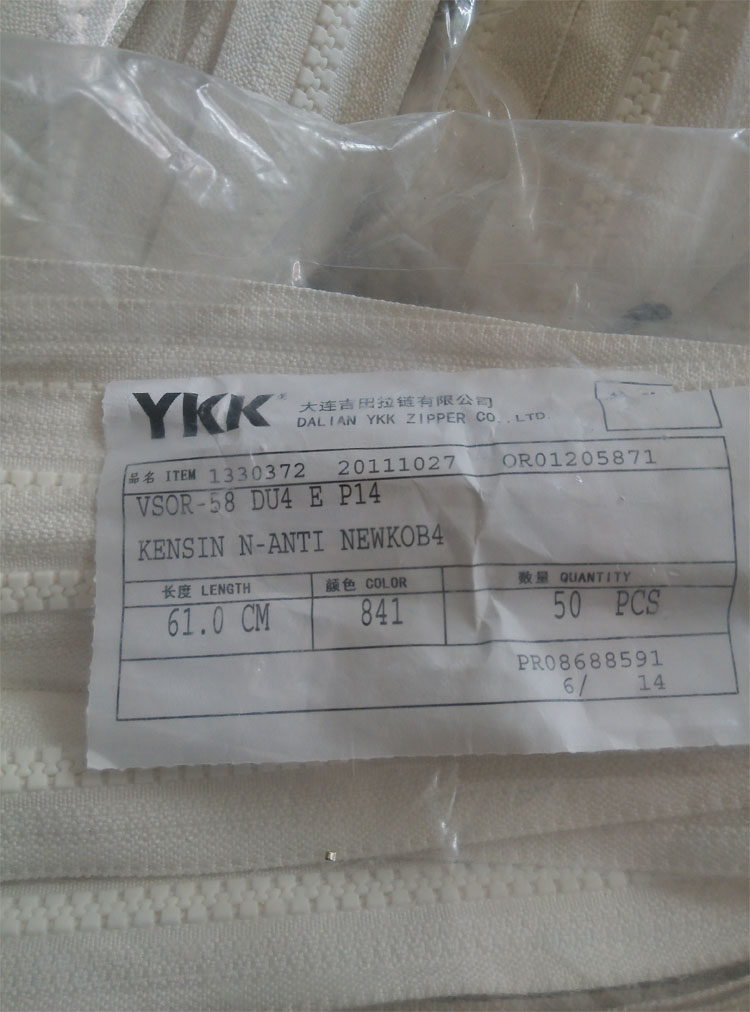 YKK®
大连吉田拉链有限公司
DALIAN YKK ZIPPER CO.,LTD.
品名 ITEM 1330372 20111027 OR01205871
VSOR-58 DU4 E P14
KENSIN N-ANTI NEWKOB4
长度 LENGTH 颜色 COLOR 数量 QUANTITY
61.0 CM 841 50 PCS
PR08688591
6/ 14